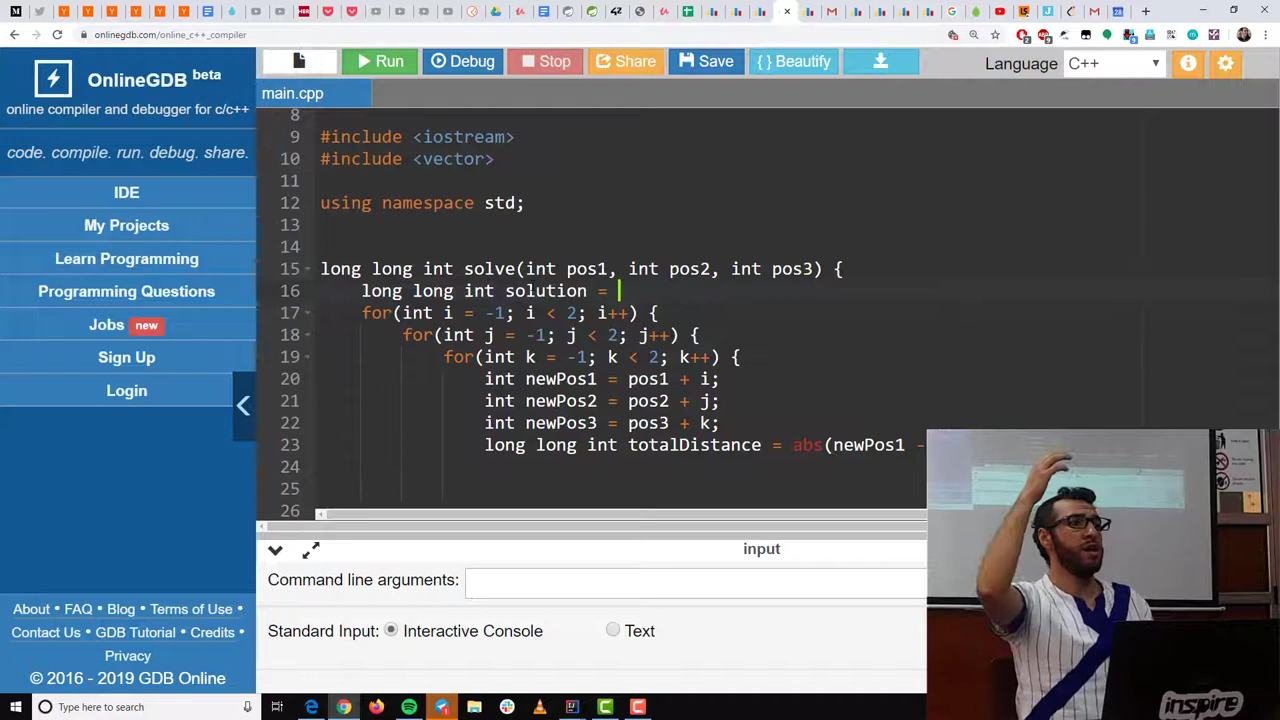 onlinegdb.com/online_c++_compiler
OnlineGDB beta
online compiler and debugger for c/c++
code. compile. run. debug. share.
IDE
My Projects
Learn Programming
Programming Questions
Jobs new
Sign Up
Login
About • FAQ • Blog • Terms of Use •
Contact Us • GDB Tutorial • Credits •
Privacy
© 2016 - 2019 GDB Online
Run
Debug
Stop
Share
Save
{ } Beautify
Language C++
main.cpp
8
9 #include <iostream>
10 #include <vector>
11
12 using namespace std;
13
14
15 long long int solve(int pos1, int pos2, int pos3) {
16 long long int solution =
17 for(int i = -1; i < 2; i++) {
18 for(int j = -1; j < 2; j++) {
19 for(int k = -1; k < 2; k++) {
20 int newPos1 = pos1 + i;
21 int newPos2 = pos2 + j;
22 int newPos3 = pos3 + k;
23 long long int totalDistance = abs(newPos1 -
24
25
26
input
Command line arguments:
Standard Input: Interactive Console Text
inspire
Type here to search